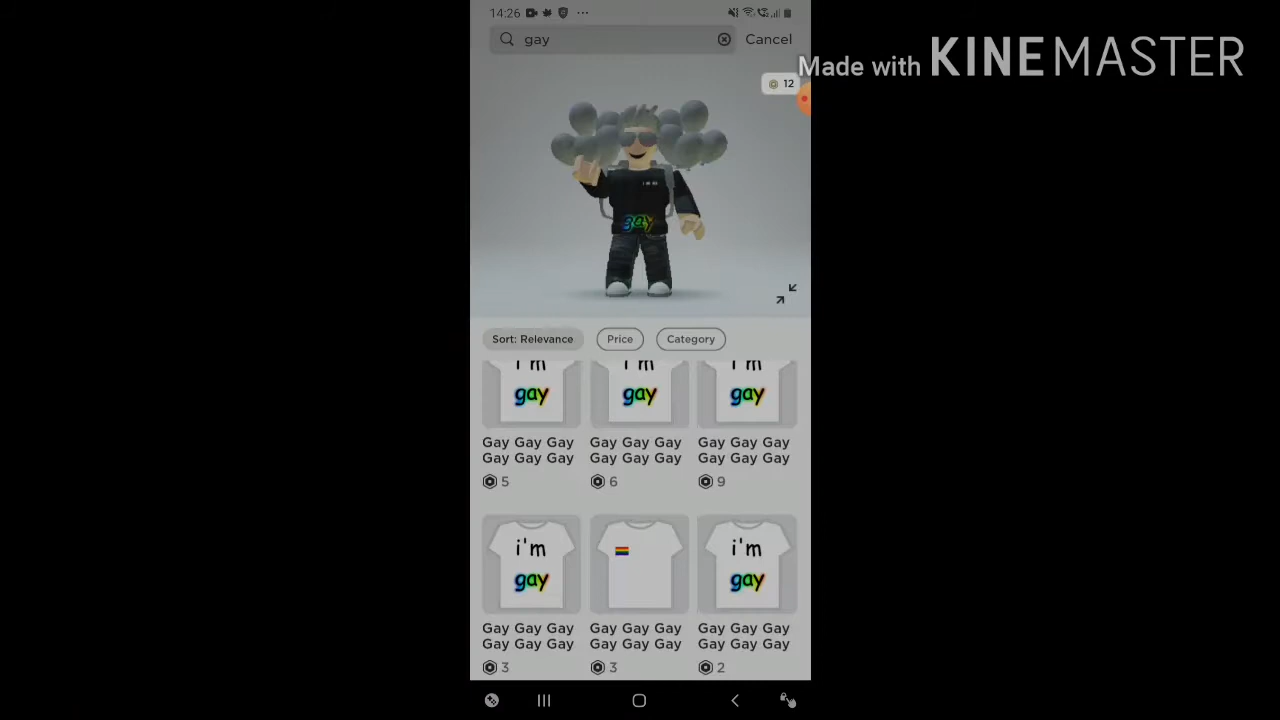 14:26
gay
Cancel
Made with KINEMASTER
12
gay
Sort: Relevance
Price
Category
i'm i'm i'm
gay gay gay
Gay Gay Gay Gay Gay Gay Gay Gay Gay
Gay Gay Gay Gay Gay Gay Gay Gay Gay
5 6 9
i'm i'm
gay gay
Gay Gay Gay Gay Gay Gay Gay Gay Gay
Gay Gay Gay Gay Gay Gay Gay Gay Gay
3 3 2